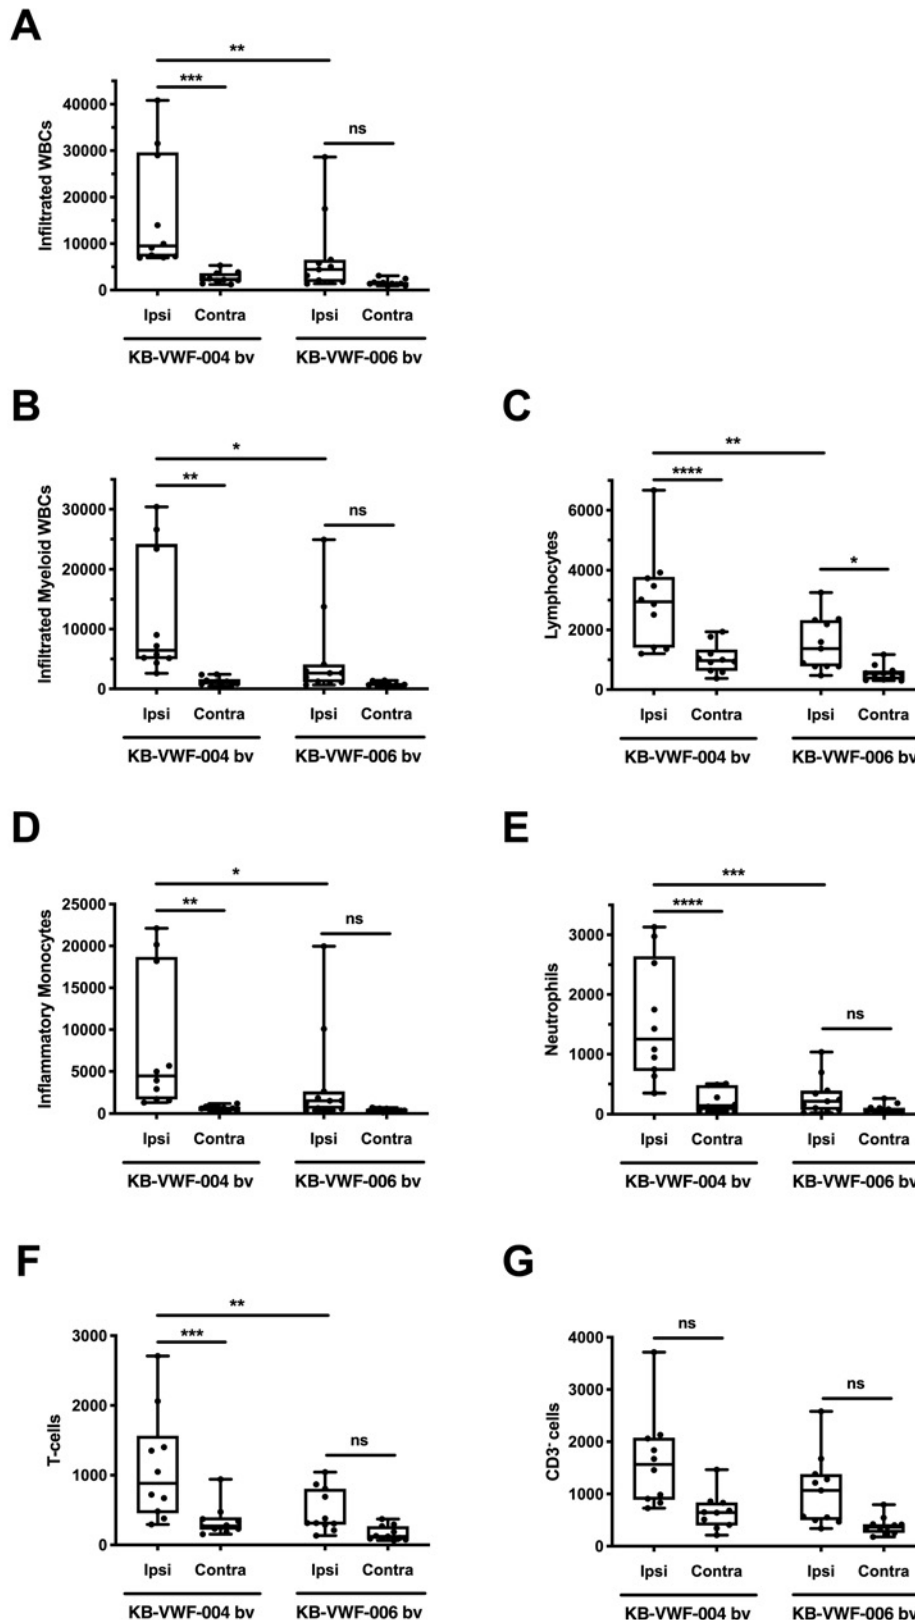 A
**
***
ns
Infiltrated WBCs
40000
30000
20000
10000
0
Ipsi Contra Ipsi Contra
KB-VWF-004 bv KB-VWF-006 bv
B
*
**
ns
Infiltrated Myeloid WBCs
30000
20000
10000
0
Ipsi Contra Ipsi Contra
KB-VWF-004 bv KB-VWF-006 bv
C
**
****
*
Lymphocytes
6000
4000
2000
0
Ipsi Contra Ipsi Contra
KB-VWF-004 bv KB-VWF-006 bv
D
*
**
ns
Inflammatory Monocytes
25000
20000
15000
10000
5000
0
Ipsi Contra Ipsi Contra
KB-VWF-004 bv KB-VWF-006 bv
E
***
****
ns
Neutrophils
3000
2000
1000
0
Ipsi Contra Ipsi Contra
KB-VWF-004 bv KB-VWF-006 bv
F
**
***
ns
T-cells
3000
2000
1000
0
Ipsi Contra Ipsi Contra
KB-VWF-004 bv KB-VWF-006 bv
G
ns
ns
CD3⁻ cells
4000
3000
2000
1000
0
Ipsi Contra Ipsi Contra
KB-VWF-004 bv KB-VWF-006 bv